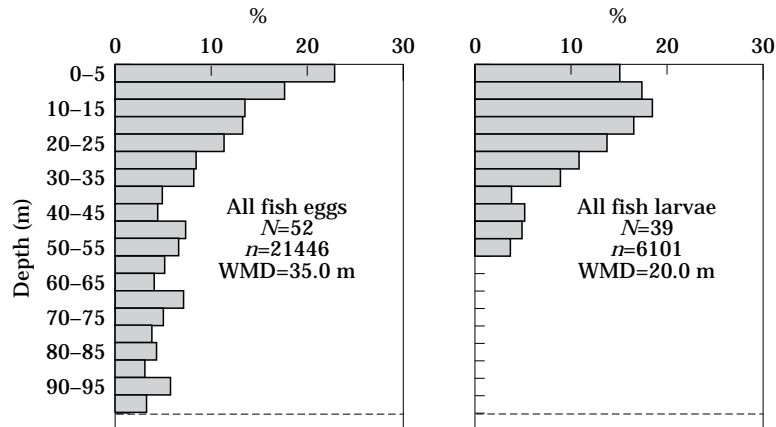 %
%
0
10
20
30
0
10
20
30
0–5
10–15
20–25
30–35
40–45
50–55
60–65
70–75
80–85
90–95
Depth (m)
All fish eggs
N=52
n=21446
WMD=35.0 m
All fish larvae
N=39
n=6101
WMD=20.0 m